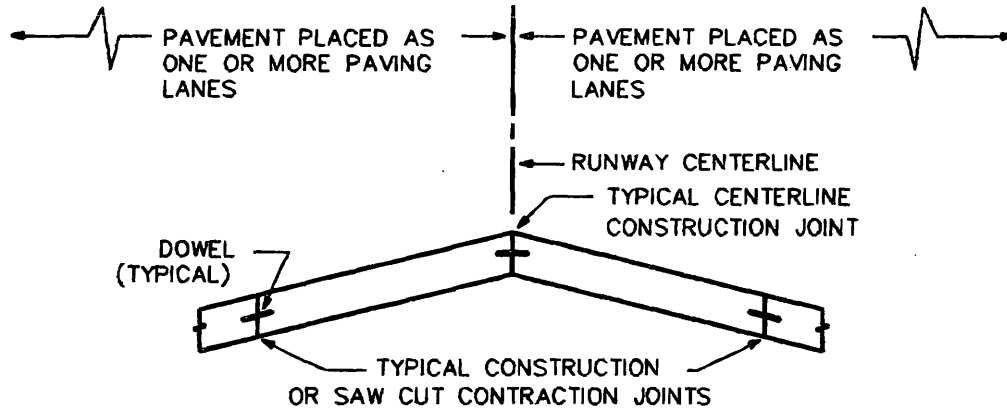 PAVEMENT PLACED AS
ONE OR MORE PAVING
LANES
PAVEMENT PLACED AS
ONE OR MORE PAVING
LANES
RUNWAY CENTERLINE
TYPICAL CENTERLINE
CONSTRUCTION JOINT
DOWEL
(TYPICAL)
TYPICAL CONSTRUCTION
OR SAW CUT CONTRACTION JOINTS